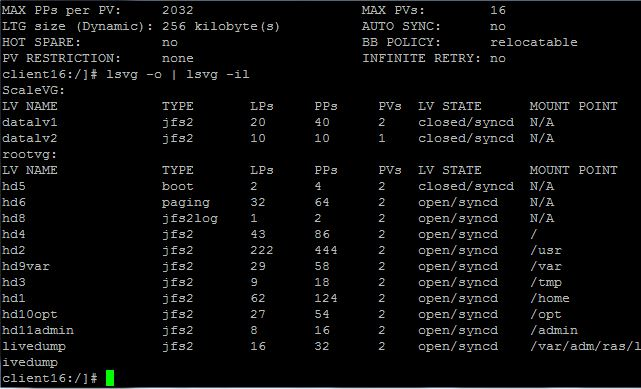 MAX PPs per PV:     2032                     MAX PVs:        16
LTG size (Dynamic): 256 kilobyte(s)          AUTO SYNC:      no
HOT SPARE:          no                       BB POLICY:      relocatable
PV RESTRICTION:     none                     INFINITE RETRY: no
client16:/]# lsvg -o | lsvg -il
ScaleVG:
LV NAME             TYPE       LPs     PPs     PVs  LV STATE      MOUNT POINT
datalv1             jfs2       20      40      2    closed/syncd  N/A
datalv2             jfs2       10      10      1    closed/syncd  N/A
rootvg:
LV NAME             TYPE       LPs     PPs     PVs  LV STATE      MOUNT POINT
hd5                 boot       2       4       2    closed/syncd  N/A
hd6                 paging     32      64      2    open/syncd    N/A
hd8                 jfs2log    1       2       2    open/syncd    N/A
hd4                 jfs2       43      86      2    open/syncd    /
hd2                 jfs2       222     444     2    open/syncd    /usr
hd9var              jfs2       29      58      2    open/syncd    /var
hd3                 jfs2       9       18      2    open/syncd    /tmp
hd1                 jfs2       62      124     2    open/syncd    /home
hd10opt             jfs2       27      54      2    open/syncd    /opt
hd11admin           jfs2       8       16      2    open/syncd    /admin
livedump            jfs2       16      32      2    open/syncd    /var/adm/ras/l
ivedump
client16:/]#